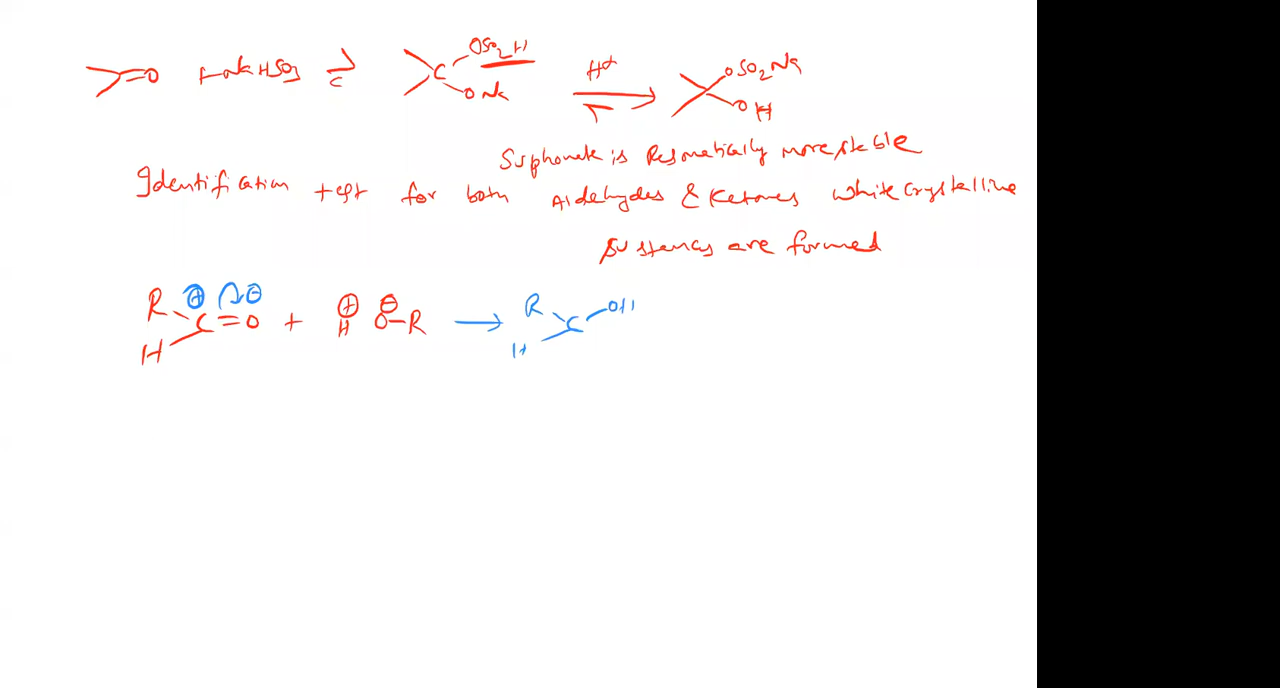 =O + NaHSO3 ⇌ C OSO2H ONa H+ ⇌ OSO2Na OH
Sulphonate is Resonatically more stable
Identification test for both Aldehydes & Ketones White crystalline
sustences are formed
R H C=O ⊕ ⊖ + H⊕ ⊖O-R → R H C OH